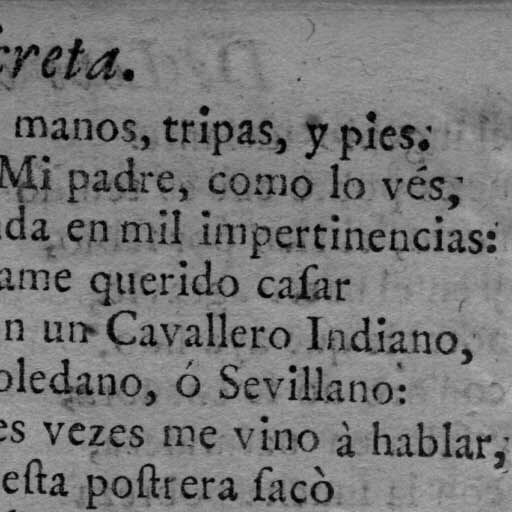 creta.
manos, tripas, y pies.
Mi padre, como lo vés,
da en mil impertinencias:
ame querido caſar
n un Cavallero Indiano,
oledano, ó Sevillano:
es vezes me vino à hablar,
eſta poſtrera ſacò